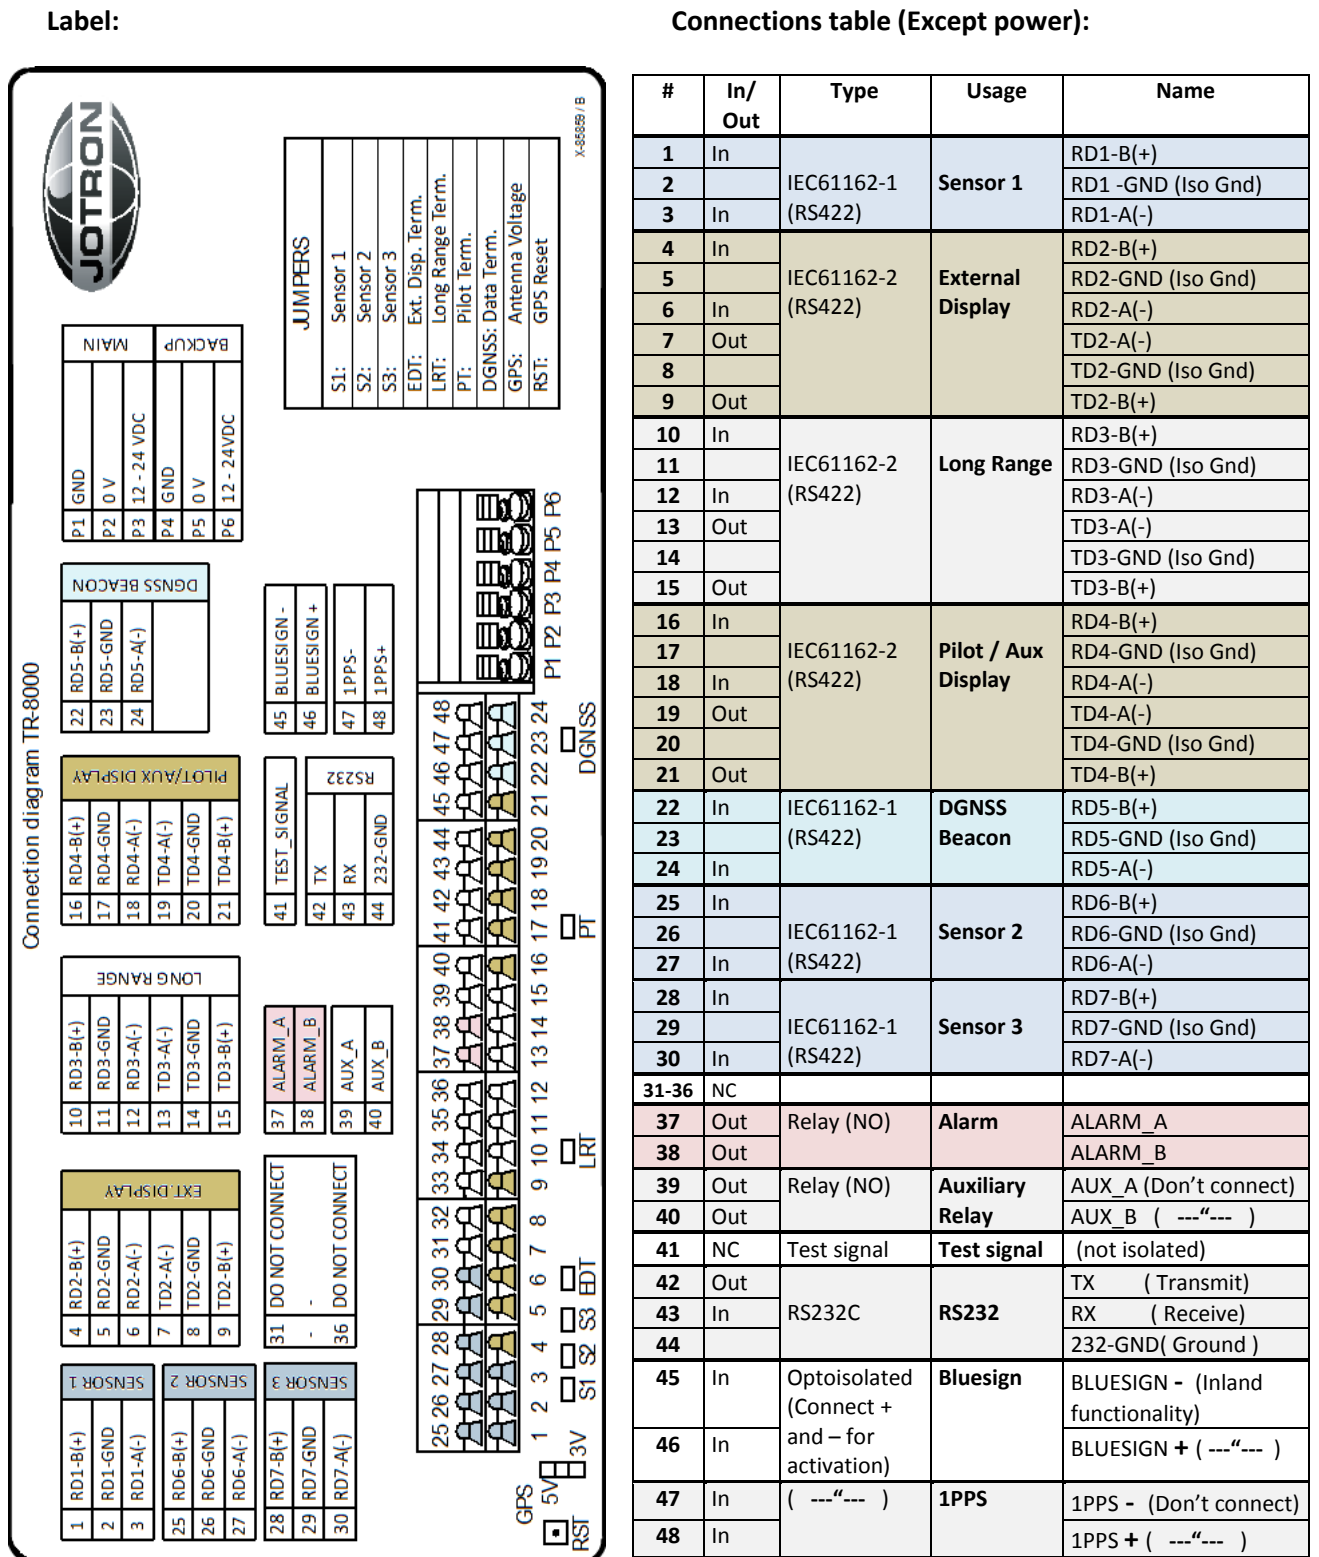 Label:
Connections table (Except power):
JOTRON
Connection diagram TR-8000
X-85859 / B
MAIN
BACKUP
P1 GND
P2 0 V
P3 12 - 24 VDC
P4 GND
P5 0 V
P6 12 - 24VDC
JUMPERS
S1: Sensor 1
S2: Sensor 2
S3: Sensor 3
EDT: Ext. Disp. Term.
LRT: Long Range Term.
PT: Pilot Term.
DGNSS: Data Term.
GPS: Antenna Voltage
RST: GPS Reset
DGNSS BEACON
22 RD5-B(+)
23 RD5-GND
24 RD5-A(-)
45 BLUESIGN -
46 BLUESIGN +
47 1PPS-
48 1PPS+
PILOT/AUX DISPLAY
16 RD4-B(+)
17 RD4-GND
18 RD4-A(-)
19 TD4-A(-)
20 TD4-GND
21 TD4-B(+)
41 TEST_SIGNAL
RS232
42 TX
43 RX
44 232-GND
LONG RANGE
10 RD3-B(+)
11 RD3-GND
12 RD3-A(-)
13 TD3-A(-)
14 TD3-GND
15 TD3-B(+)
37 ALARM_A
38 ALARM_B
39 AUX_A
40 AUX_B
EXT.DISPLAY
4 RD2-B(+)
5 RD2-GND
6 RD2-A(-)
7 TD2-A(-)
8 TD2-GND
9 TD2-B(+)
31 DO NOT CONNECT
- -
36 DO NOT CONNECT
SENSOR 1
1 RD1-B(+)
2 RD1-GND
3 RD1-A(-)
SENSOR 2
25 RD6-B(+)
26 RD6-GND
27 RD6-A(-)
SENSOR 3
28 RD7-B(+)
29 RD7-GND
30 RD7-A(-)
25 26 27 28 29 30 31 32 33 34 35 36 37 38 39 40 41 42 43 44 45 46 47 48
1 2 3 4 5 6 7 8 9 10 11 12 13 14 15 16 17 18 19 20 21 22 23 24 P1 P2 P3 P4 P5 P6
GPS
5V 3V
RST
S1 S2 S3 EDT LRT PT DGNSS
# In/ Type Usage Name
Out
1 In RD1-B(+)
2 IEC61162-1 Sensor 1 RD1 -GND (Iso Gnd)
3 In (RS422) RD1-A(-)
4 In RD2-B(+)
5 IEC61162-2 External RD2-GND (Iso Gnd)
6 In (RS422) Display RD2-A(-)
7 Out TD2-A(-)
8 TD2-GND (Iso Gnd)
9 Out TD2-B(+)
10 In RD3-B(+)
11 IEC61162-2 Long Range RD3-GND (Iso Gnd)
12 In (RS422) RD3-A(-)
13 Out TD3-A(-)
14 TD3-GND (Iso Gnd)
15 Out TD3-B(+)
16 In RD4-B(+)
17 IEC61162-2 Pilot / Aux RD4-GND (Iso Gnd)
18 In (RS422) Display RD4-A(-)
19 Out TD4-A(-)
20 TD4-GND (Iso Gnd)
21 Out TD4-B(+)
22 In IEC61162-1 DGNSS RD5-B(+)
23 (RS422) Beacon RD5-GND (Iso Gnd)
24 In RD5-A(-)
25 In RD6-B(+)
26 IEC61162-1 Sensor 2 RD6-GND (Iso Gnd)
27 In (RS422) RD6-A(-)
28 In RD7-B(+)
29 IEC61162-1 Sensor 3 RD7-GND (Iso Gnd)
30 In (RS422) RD7-A(-)
31-36 NC
37 Out Relay (NO) Alarm ALARM_A
38 Out ALARM_B
39 Out Relay (NO) Auxiliary AUX_A (Don’t connect)
40 Out Relay AUX_B ( ---“--- )
41 NC Test signal Test signal (not isolated)
42 Out TX ( Transmit)
43 In RS232C RS232 RX ( Receive)
44 232-GND( Ground )
45 In Optoisolated Bluesign BLUESIGN - (Inland
(Connect + functionality)
46 In and – for BLUESIGN + ( ---“--- )
activation)
47 In ( ---“--- ) 1PPS 1PPS - (Don’t connect)
48 In 1PPS + ( ---“--- )